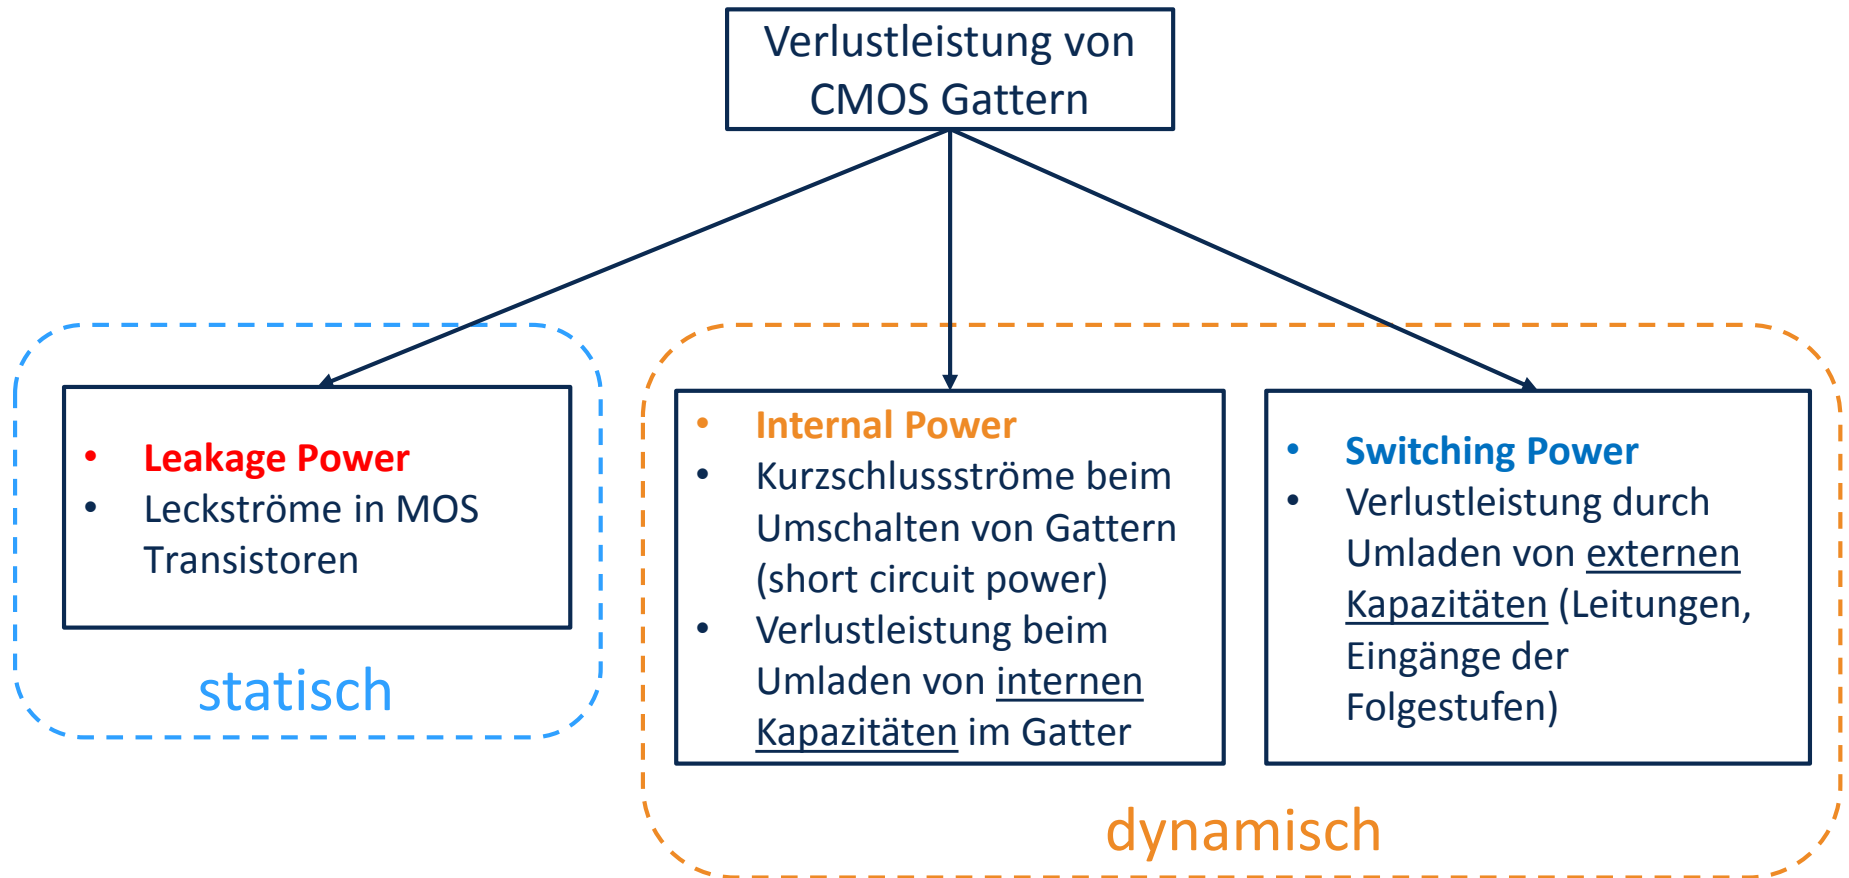 Verlustleistung von
CMOS Gattern
• Leakage Power
• Leckströme in MOS
Transistoren
statisch
• Internal Power
• Kurzschlussströme beim
Umschalten von Gattern
(short circuit power)
• Verlustleistung beim
Umladen von internen
Kapazitäten im Gatter
• Switching Power
• Verlustleistung durch
Umladen von externen
Kapazitäten (Leitungen,
Eingänge der
Folgestufen)
dynamisch